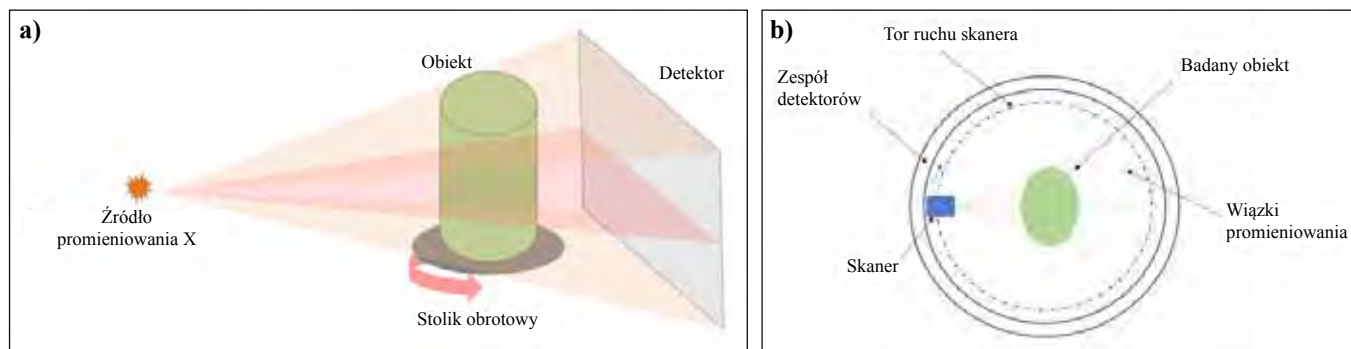 a)
Obiekt
Detektor
Źródło
promieniowania X
Stolik obrotowy
b)
Tor ruchu skanera
Zespół
detektorów
Badany obiekt
Wiązki
promieniowania
Skaner